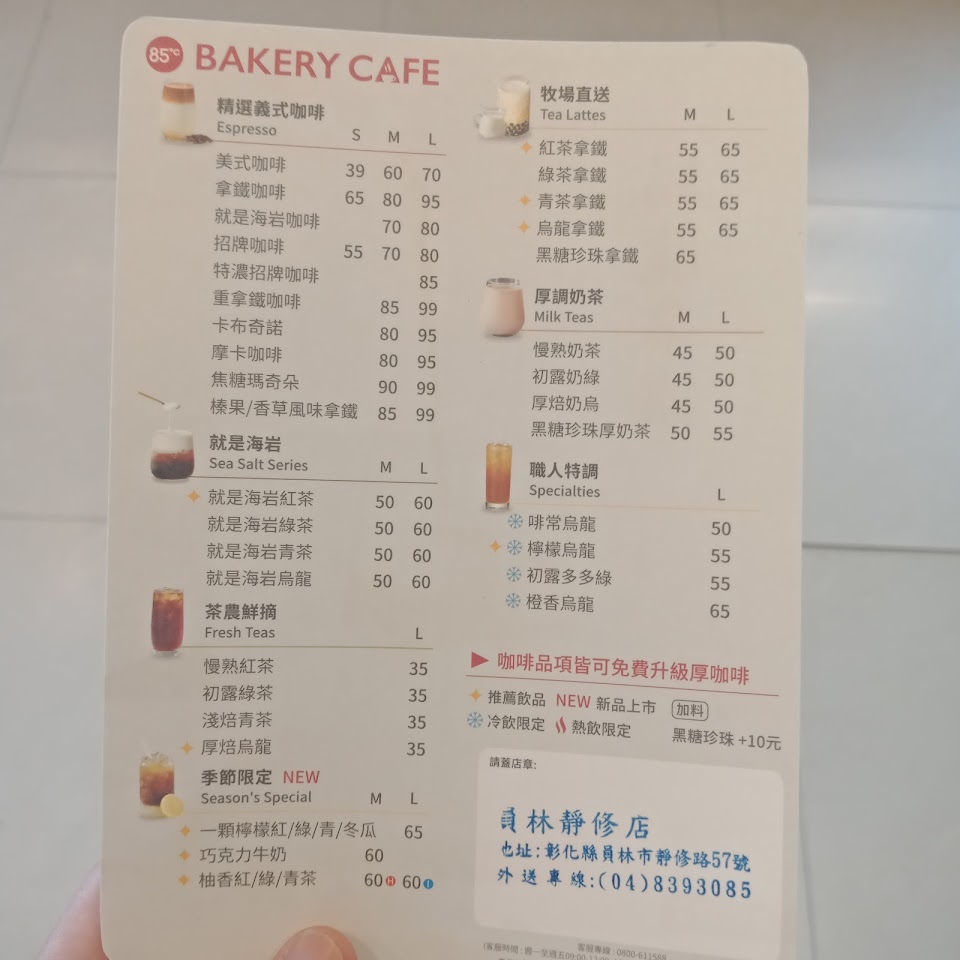 85°C BAKERY CAFE
精選義式咖啡
Espresso S M L
美式咖啡 39 60 70
拿鐵咖啡 65 80 95
就是海岩咖啡 70 80
招牌咖啡 55 70 80
特濃招牌咖啡 85
重拿鐵咖啡 85 99
卡布奇諾 80 95
摩卡咖啡 80 95
焦糖瑪奇朵 90 99
榛果/香草風味拿鐵 85 99
就是海岩
Sea Salt Series M L
就是海岩紅茶 50 60
就是海岩綠茶 50 60
就是海岩青茶 50 60
就是海岩烏龍 50 60
茶農鮮摘
Fresh Teas L
慢熟紅茶 35
初露綠茶 35
淺焙青茶 35
厚焙烏龍 35
季節限定 NEW
Season's Special M L
一顆檸檬紅/綠/青/冬瓜 65
巧克力牛奶 60
柚香紅/綠/青茶 60 H 60 I
牧場直送
Tea Lattes M L
紅茶拿鐵 55 65
綠茶拿鐵 55 65
青茶拿鐵 55 65
烏龍拿鐵 55 65
黑糖珍珠拿鐵 65
厚調奶茶
Milk Teas M L
慢熟奶茶 45 50
初露奶綠 45 50
厚焙奶烏 45 50
黑糖珍珠厚奶茶 50 55
職人特調
Specialties L
啡常烏龍 50
檸檬烏龍 55
初露多多綠 55
橙香烏龍 65
咖啡品項皆可免費升級厚咖啡
推薦飲品 NEW 新品上市 加料
冷飲限定 熱飲限定 黑糖珍珠 +10元
請蓋店章:
員林靜修店
地址:彰化縣員林市靜修路57號
外送專線:(04)8393085
客服專線：0800-611588